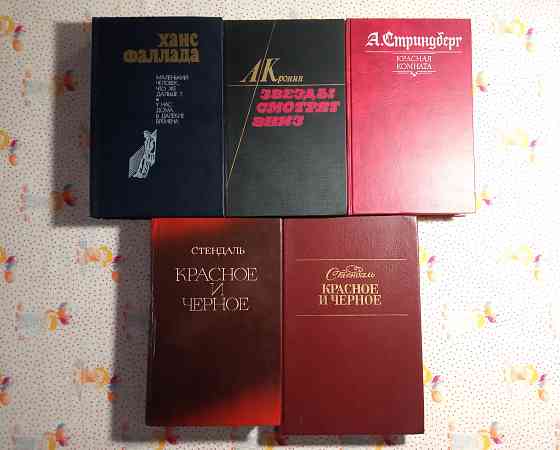 ханс
фаллада
МАЛЕНЬКИЙ
ЧЕЛОВЕК,
ЧТО ЖЕ
ДАЛЬШЕ?
У НАС
ДОМА
В ДАЛЕКИЕ
ВРЕМЕНА
А Кронин
ЗВЕЗДЫ
СМОТРЯТ
ВНИЗ
А. Стриндберг
КРАСНАЯ
КОМНАТА
СТЕНДАЛЬ
КРАСНОЕ
И
ЧЕРНОЕ
Стендаль
КРАСНОЕ
И ЧЕРНОЕ